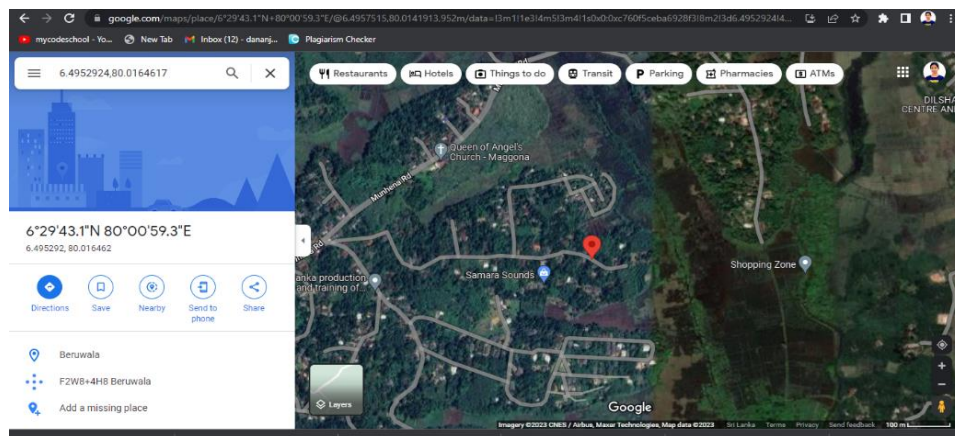 google.com/maps/place/6°29'43.1"N+80°00'59.3"E/@6.4957515,80.0141913,952m/data=!3m1!1e3!4m5!3m4!1s0x0:0xc760f5ceba6928f3!8m2!3d6.4952924!4...
mycodeschool - Yo... New Tab Inbox (12) - dananj... Plagiarism Checker
6.4952924,80.0164617
Restaurants Hotels Things to do Transit Parking Pharmacies ATMs
DILSHA
CENTRE AN
Queen of Angel's
Church - Maggona
Munhena Rd
6°29'43.1"N 80°00'59.3"E
6.495292, 80.016462
Shopping Zone
Samara Sounds
anka production
and training of...
Directions Save Nearby Send to phone Share
Beruwala
F2W8+4H8 Beruwala
Add a missing place
Layers
Google
Imagery ©2023 CNES / Airbus, Maxar Technologies, Map data ©2023 Sri Lanka Terms Privacy Send feedback 100 m